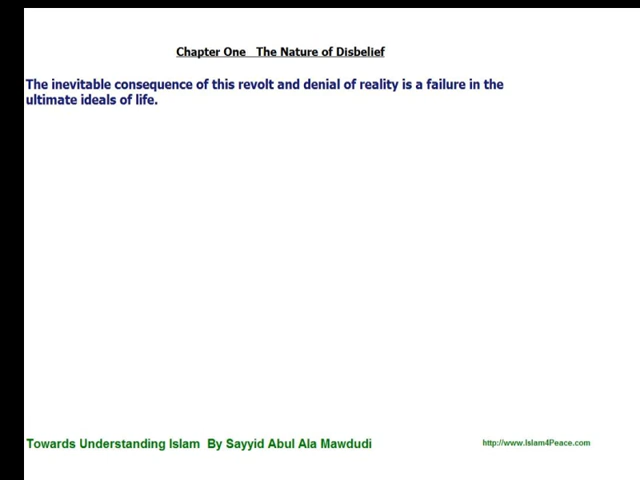 Chapter One   The Nature of Disbelief
The inevitable consequence of this revolt and denial of reality is a failure in the
ultimate ideals of life.
Towards Understanding Islam  By Sayyid Abul Ala Mawdudi
http://www.Islam4Peace.com